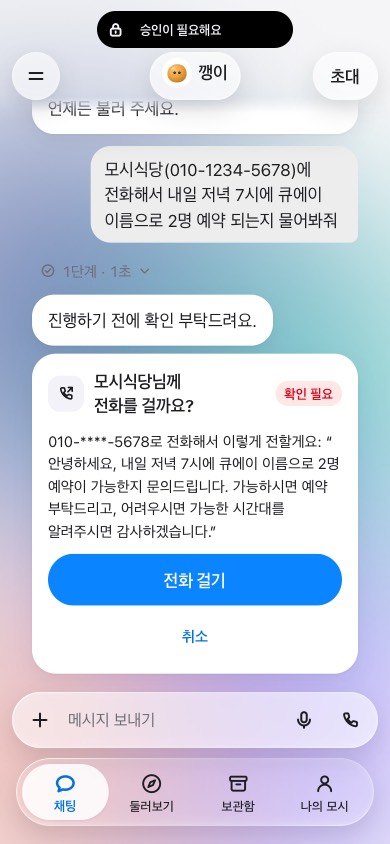 승인이 필요해요
깽이
초대
언제든 불러 주세요.
모시식당(010-1234-5678)에
전화해서 내일 저녁 7시에 큐에이
이름으로 2명 예약 되는지 물어봐줘
1단계 · 1초
진행하기 전에 확인 부탁드려요.
모시식당님께
전화를 걸까요?
확인 필요
010-****-5678로 전화해서 이렇게 전할게요: “
안녕하세요, 내일 저녁 7시에 큐에이 이름으로 2명
예약이 가능한지 문의드립니다. 가능하시면 예약
부탁드리고, 어려우시면 가능한 시간대를
알려주시면 감사하겠습니다.”
전화 걸기
취소
메시지 보내기
채팅
둘러보기
보관함
나의 모시